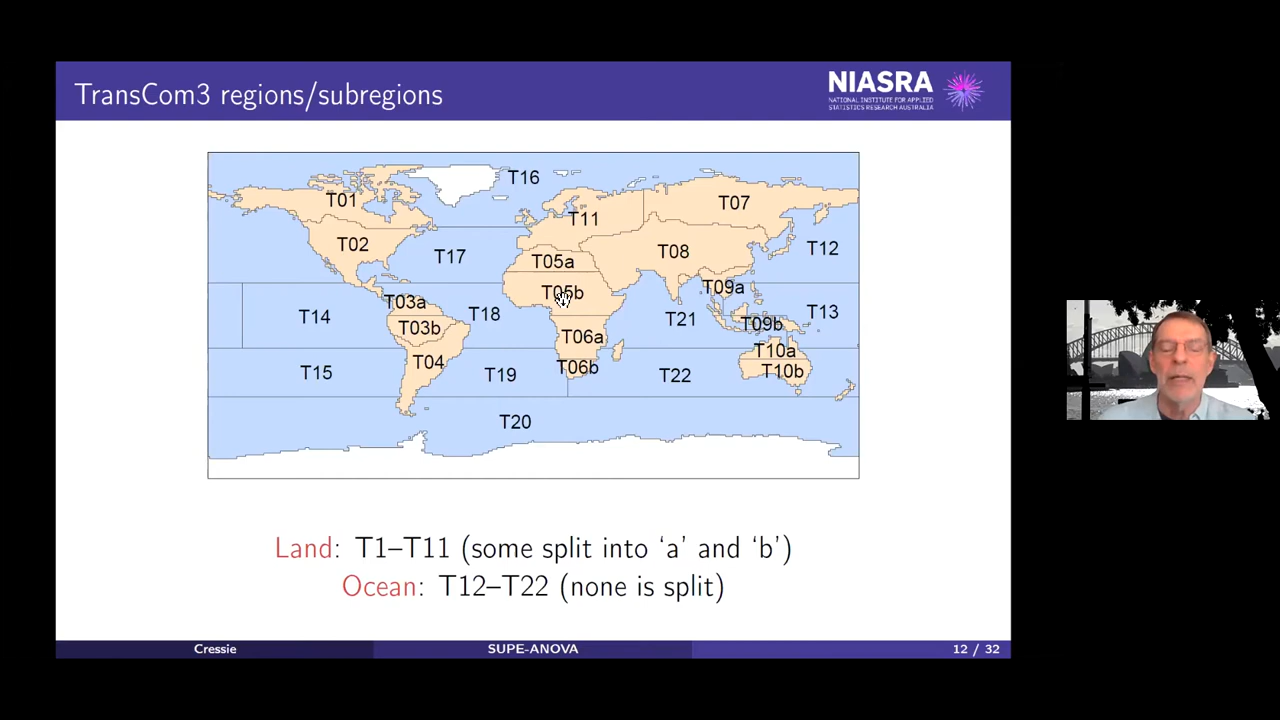 TransCom3 regions/subregions
NIASRA
NATIONAL INSTITUTE FOR APPLIED
STATISTICS RESEARCH AUSTRALIA
T16
T01
T07
T11
T02
T17
T08
T12
T05a
T05b
T09a
T03a
T14
T18
T21
T13
T03b
T09b
T06a
T10a
T04
T06b
T15
T19
T22
T10b
T20
Land: T1–T11 (some split into ‘a’ and ‘b’)
Ocean: T12–T22 (none is split)
Cressie
SUPE-ANOVA
12 / 32